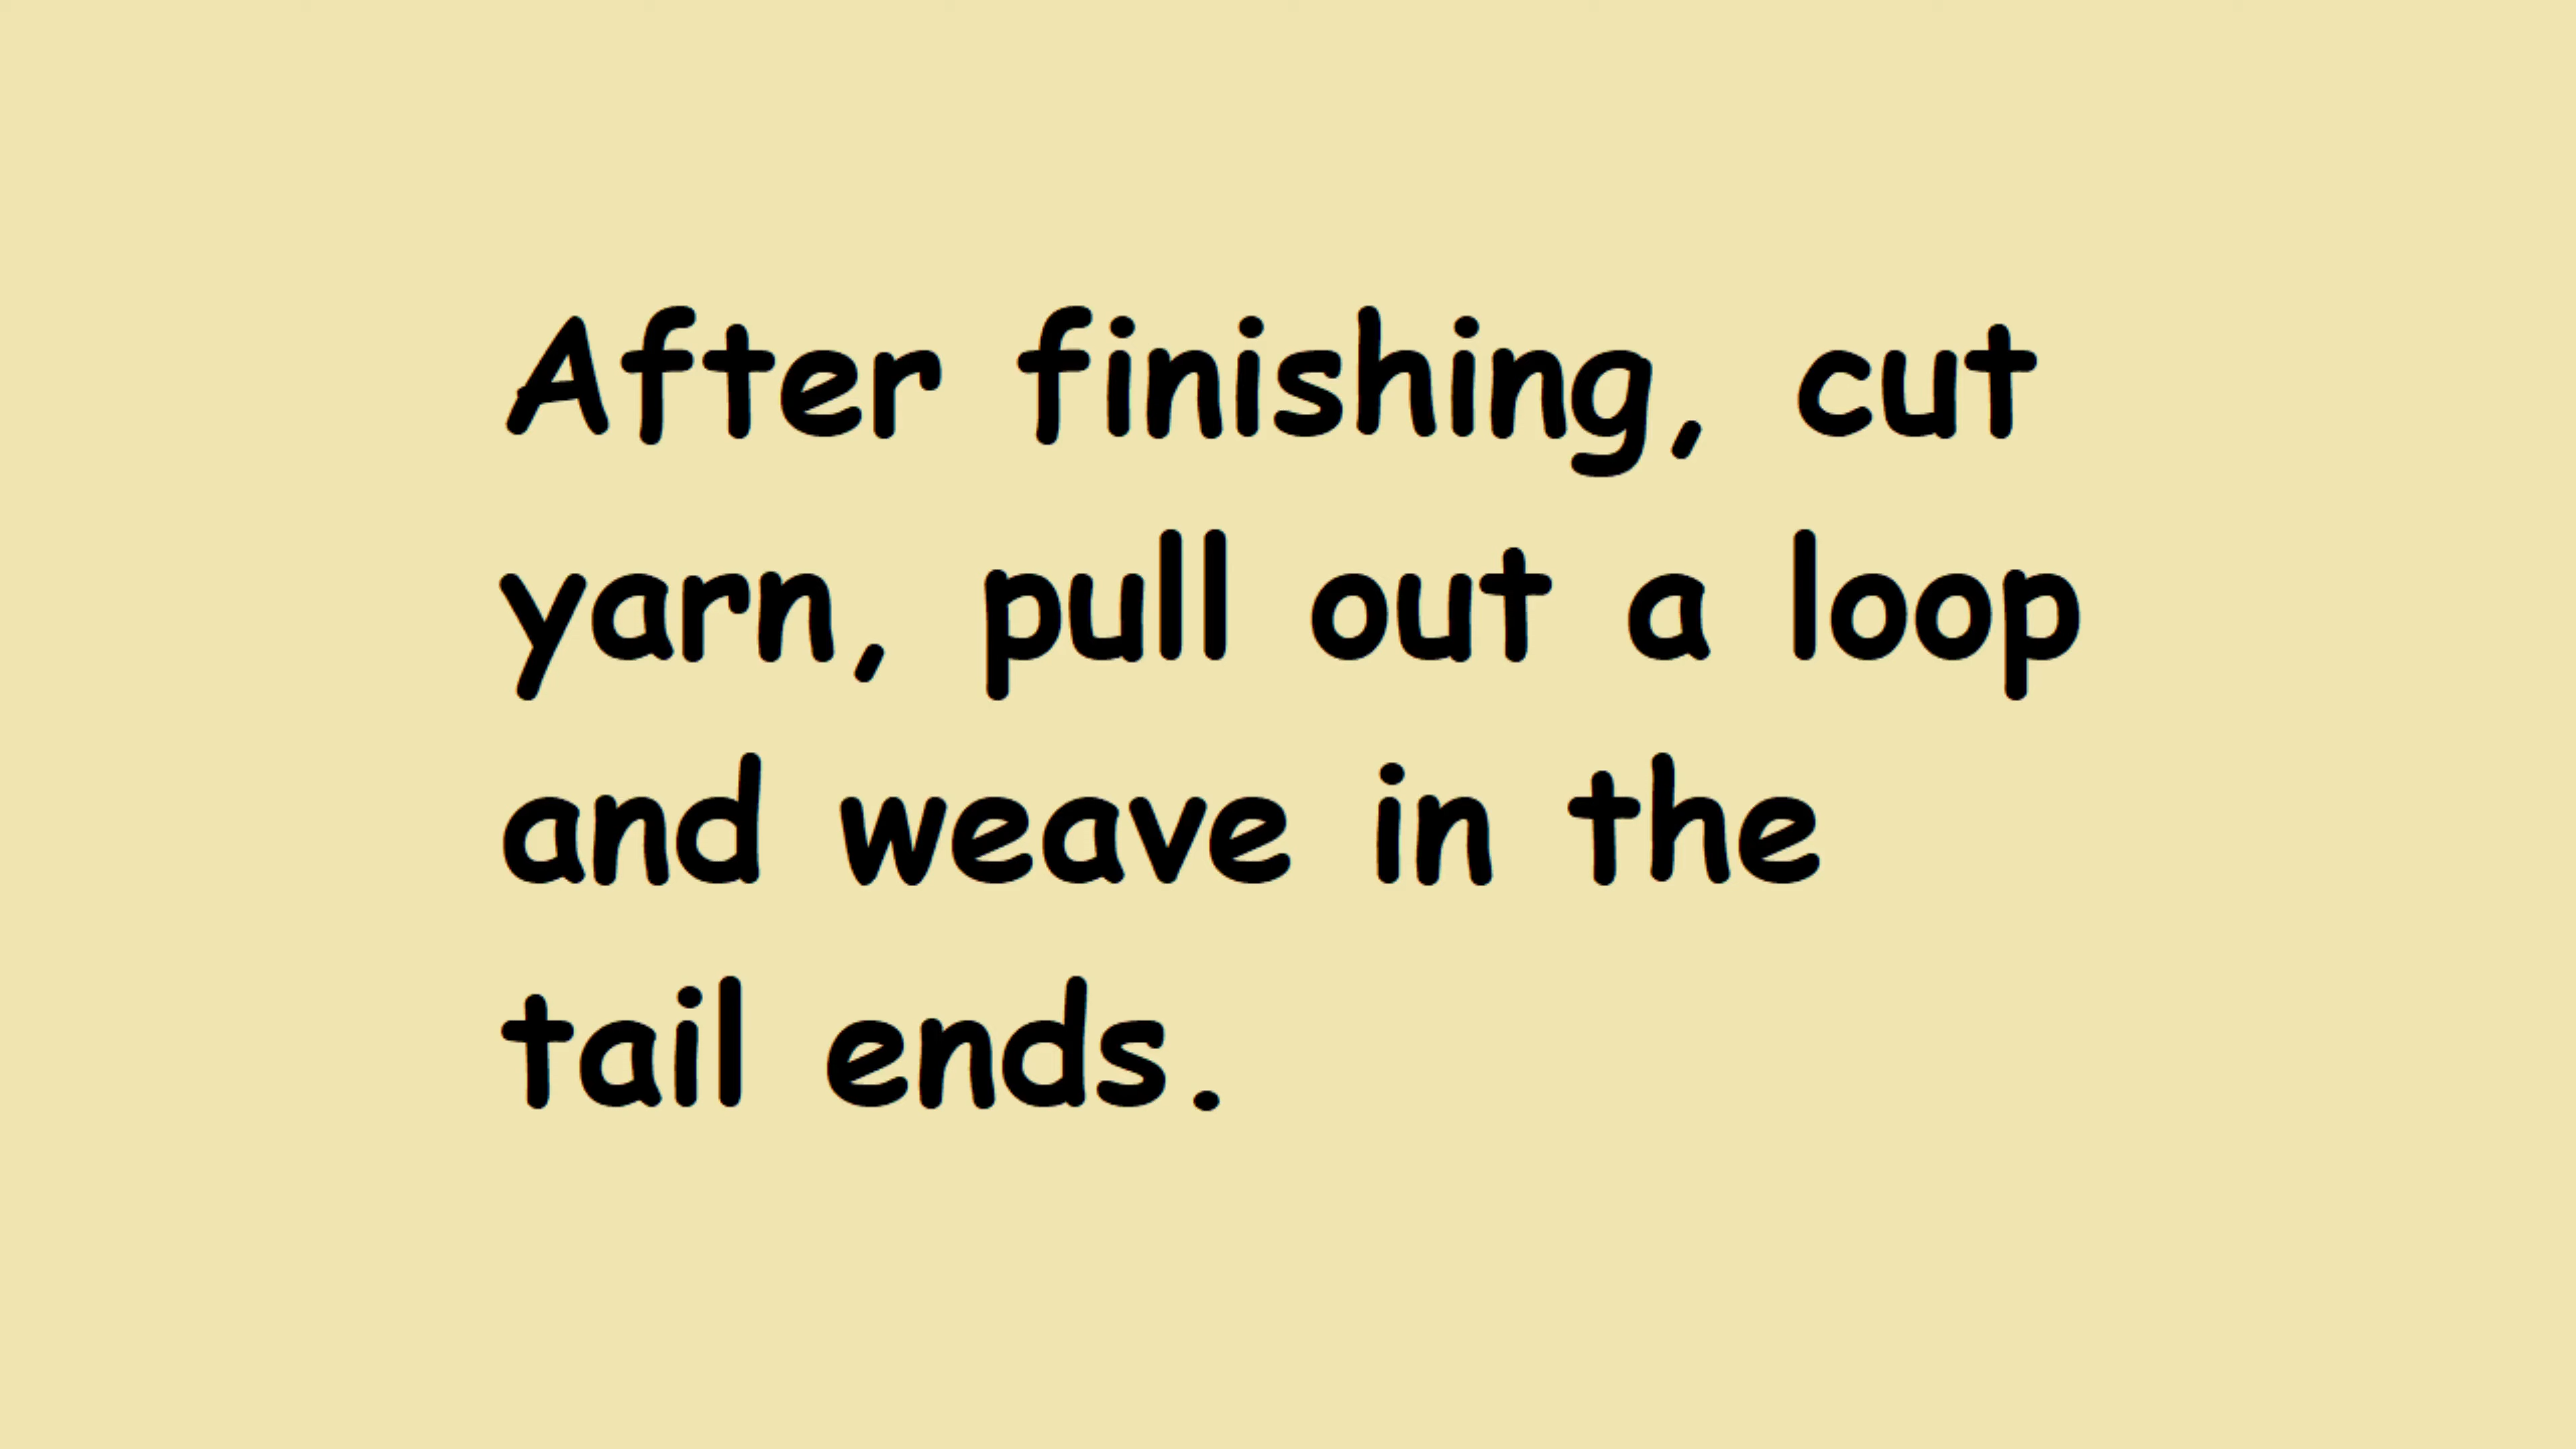 After finishing, cut
yarn, pull out a loop
and weave in the
tail ends.